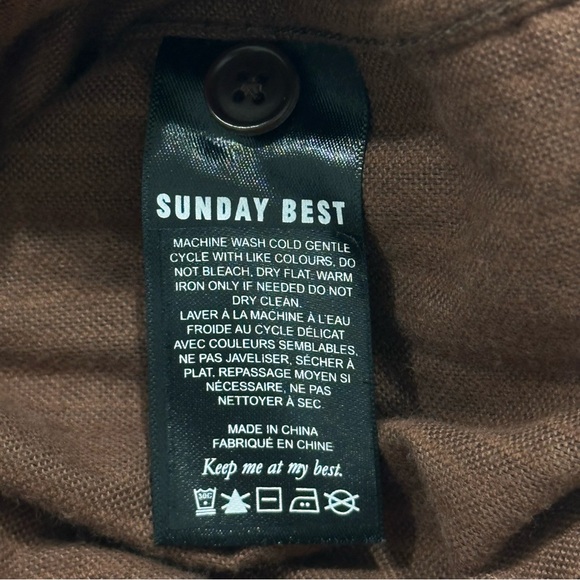 SUNDAY BEST
MACHINE WASH COLD GENTLE
CYCLE WITH LIKE COLOURS, DO
NOT BLEACH, DRY FLAT. WARM
IRON ONLY IF NEEDED DO NOT
DRY CLEAN.
LAVER À LA MACHINE À L'EAU
FROIDE AU CYCLE DÉLICAT
AVEC COULEURS SEMBLABLES,
NE PAS JAVELISER, SÉCHER À
PLAT, REPASSAGE MOYEN SI
NÉCESSAIRE, NE PAS
NETTOYER À SEC
MADE IN CHINA
FABRIQUÉ EN CHINE
Keep me at my best.
30C